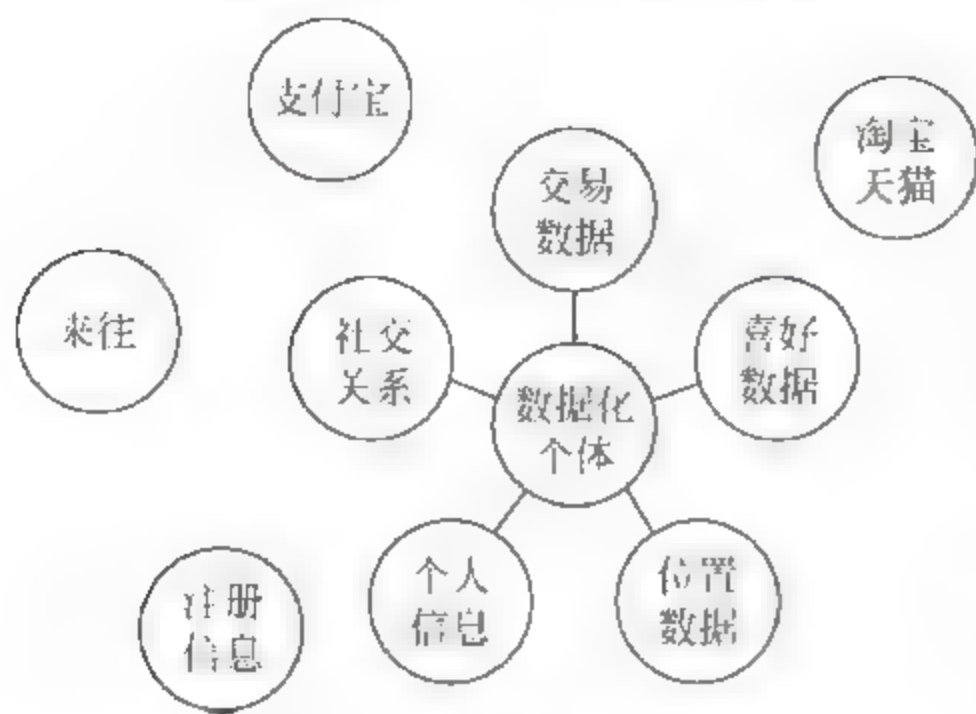 支付宝
淘宝
天猫
交易
数据
来往
社交
关系
喜好
数据
数据化
个体
注册
信息
个人
信息
位置
数据